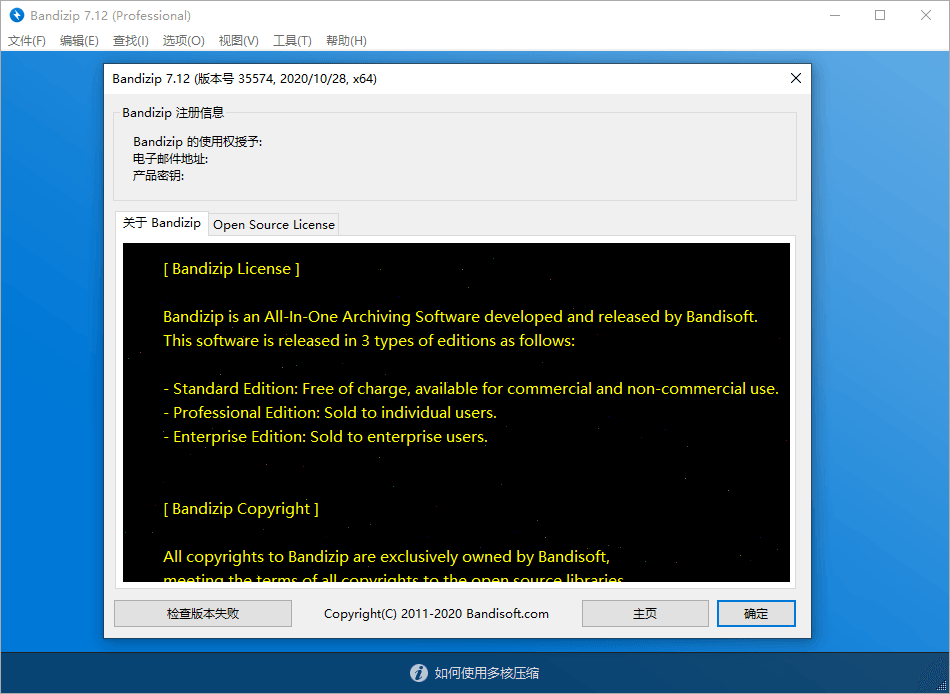 Bandizip 7.12 (Professional)
文件(F) 编辑(E) 查找(I) 选项(O) 视图(V) 工具(T) 帮助(H)
Bandizip 7.12 (版本号 35574, 2020/10/28, x64)
Bandizip 注册信息
Bandizip 的使用权授予:
电子邮件地址:
产品密钥:
关于 Bandizip Open Source License
[ Bandizip License ]
Bandizip is an All-In-One Archiving Software developed and released by Bandisoft.
This software is released in 3 types of editions as follows:
- Standard Edition: Free of charge, available for commercial and non-commercial use.
- Professional Edition: Sold to individual users.
- Enterprise Edition: Sold to enterprise users.
[ Bandizip Copyright ]
All copyrights to Bandizip are exclusively owned by Bandisoft,
meeting the terms of all copyrights to the open source libraries
检查版本失败 Copyright(C) 2011-2020 Bandisoft.com 主页 确定
如何使用多核压缩